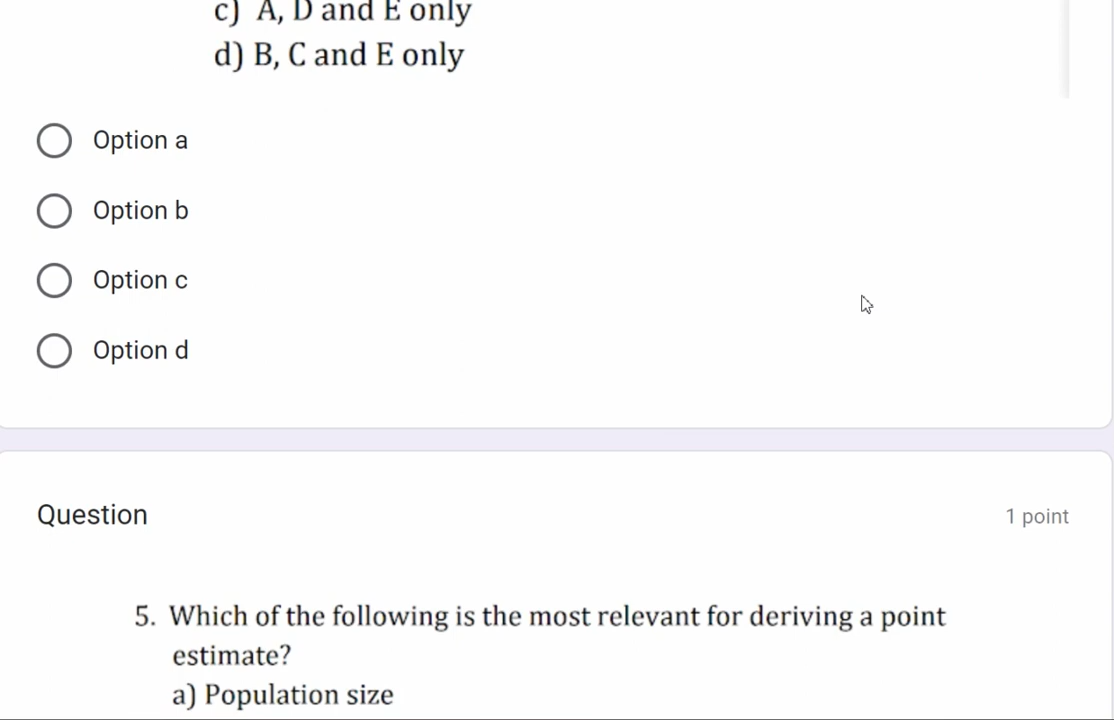 c) A, D and E only
d) B, C and E only
Option a
Option b
Option c
Option d
Question
1 point
5. Which of the following is the most relevant for deriving a point
estimate?
a) Population size